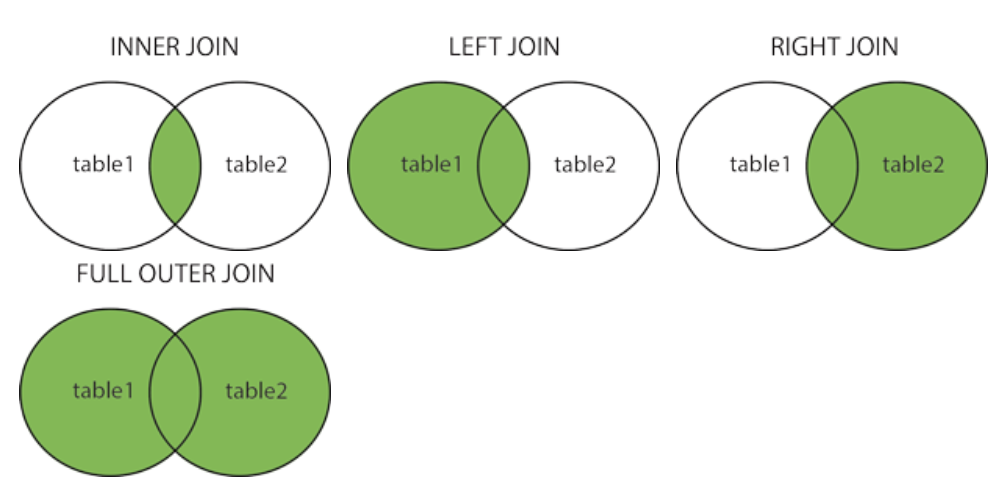 INNER JOIN
LEFT JOIN
RIGHT JOIN
table1
table2
table1
table2
table1
table2
FULL OUTER JOIN
table1
table2